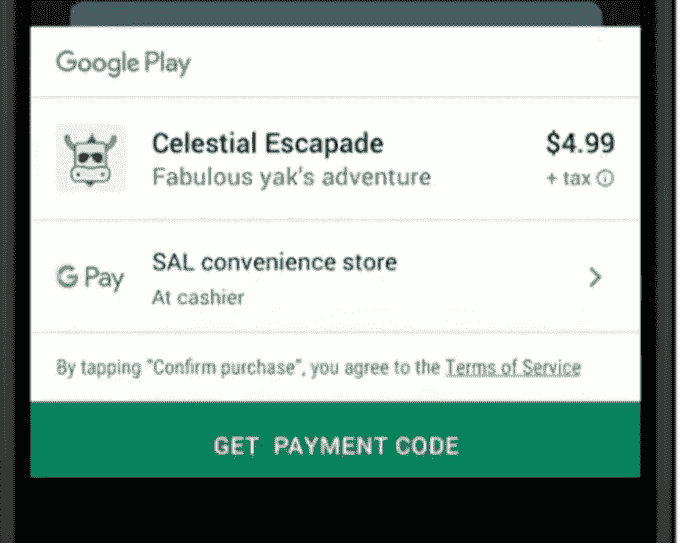 Google Play
Celestial Escapade
$4.99
Fabulous yak's adventure
+ tax
G Pay
SAL convenience store
At cashier
By tapping "Confirm purchase", you agree to the Terms of Service
GET PAYMENT CODE